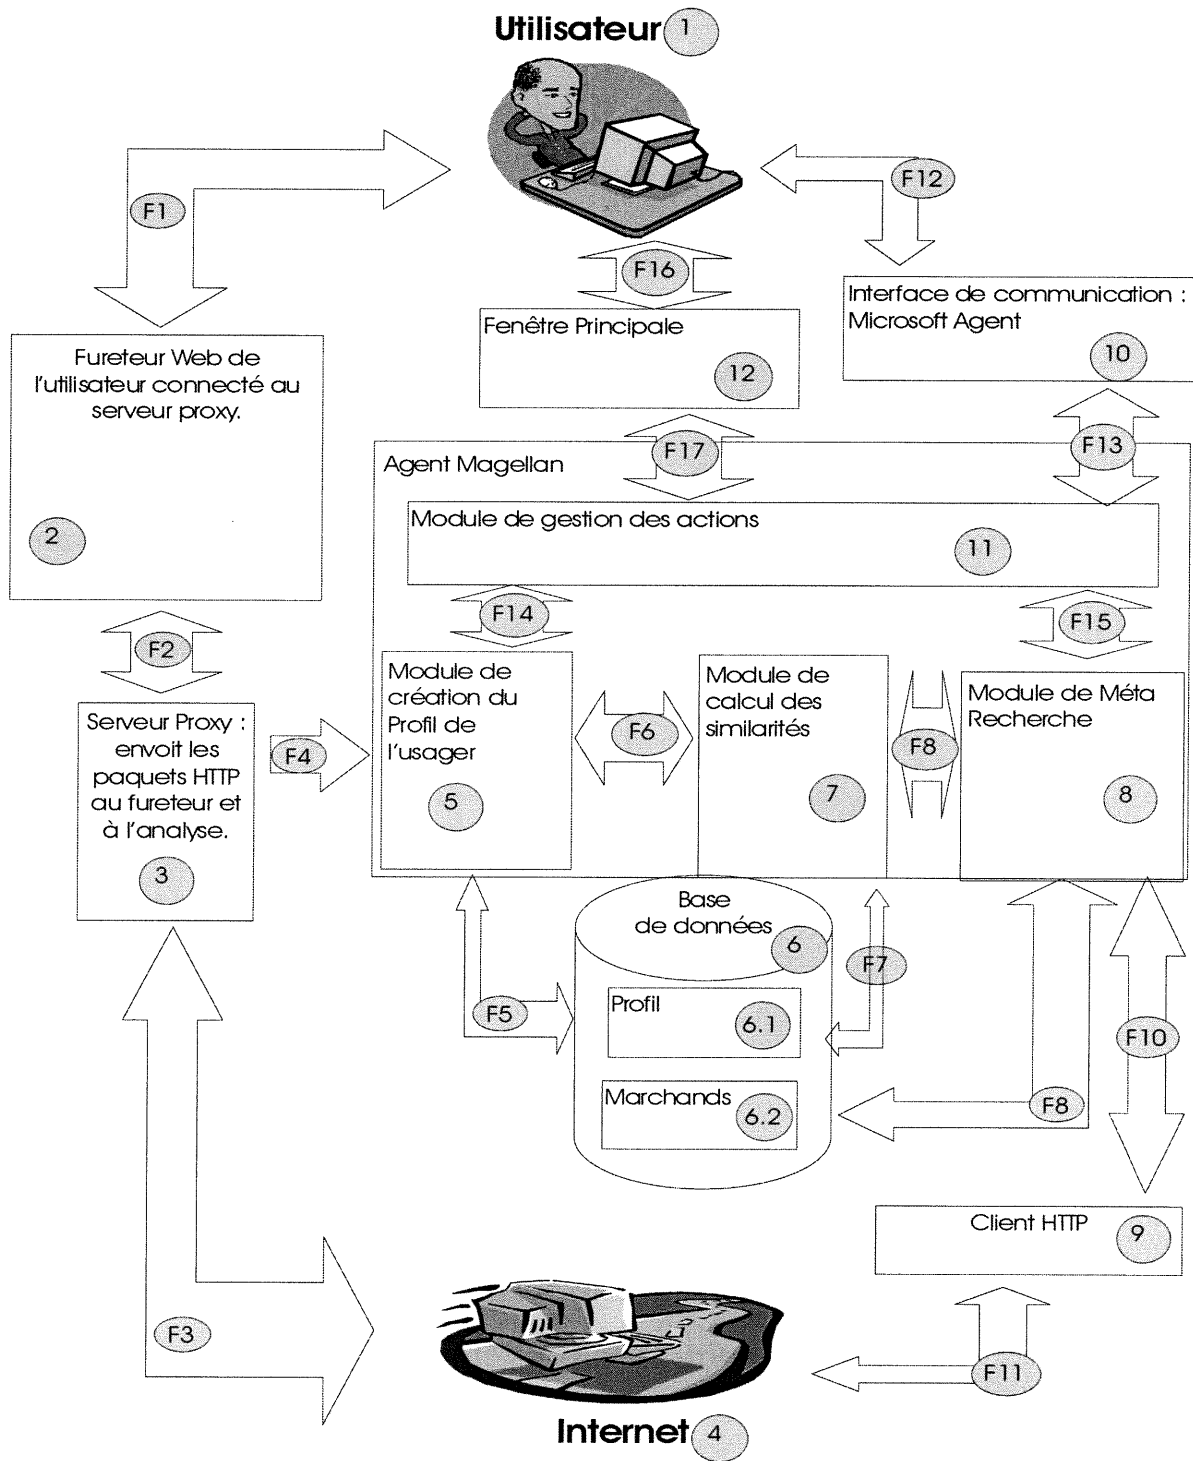 Utilisateur 1
F1
F12
F16
Interface de communication :
Microsoft Agent
10
Fenêtre Principale
12
Fureteur Web de
l'utilisateur connecté au
serveur proxy.
2
F17
F13
Agent Magellan
Module de gestion des actions
11
F14
F15
F2
Module de
création du
Profil de
l'usager
5
F6
Module de
calcul des
similarités
7
F8
Module de Méta
Recherche
8
Serveur Proxy :
envoit les
paquets HTTP
au fureteur et
à l'analyse.
3
F4
Base
de données
6
F7
F5
Profil
6.1
Marchands
6.2
F8
F10
Client HTTP
9
F3
F11
Internet 4